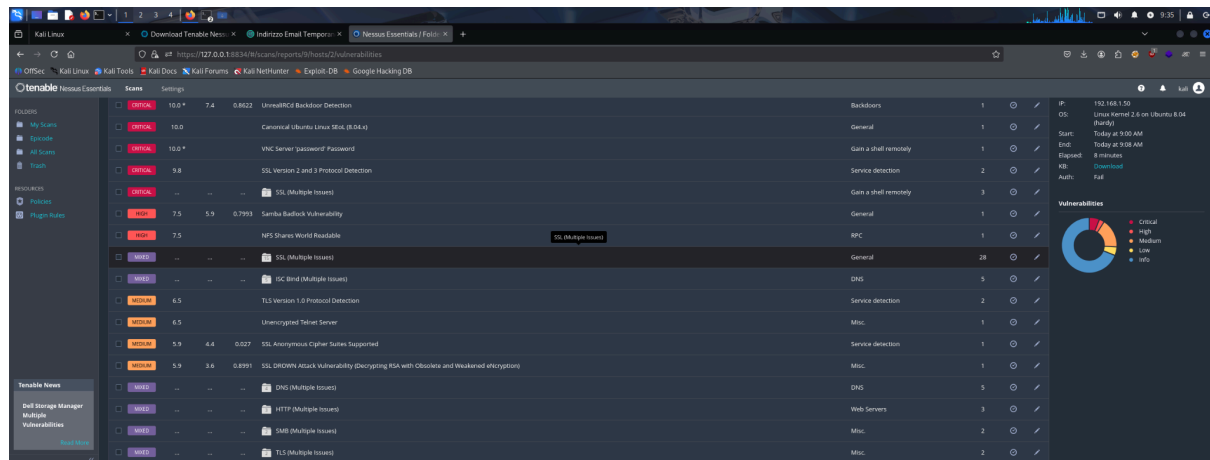 1 2 3 4
9:35
Kali Linux
Download Tenable Nessu
Indirizzo Email Temporan
Nessus Essentials / Folde
https://127.0.0.1:8834/#/scans/reports/9/hosts/2/vulnerabilities
OffSec Kali Linux Kali Tools Kali Docs Kali Forums Kali NetHunter Exploit-DB Google Hacking DB
tenable Nessus Essentials Scans Settings kali
FOLDERS
My Scans
Epicode
All Scans
Trash
RESOURCES
Policies
Plugin Rules
Tenable News
Dell Storage Manager
Multiple
Vulnerabilities
Read More
CRITICAL 10.0 * 7.4 0.8622 UnrealIRCd Backdoor Detection Backdoors 1
CRITICAL 10.0 Canonical Ubuntu Linux SEoL (8.04.x) General 1
CRITICAL 10.0 * VNC Server 'password' Password Gain a shell remotely 1
CRITICAL 9.8 SSL Version 2 and 3 Protocol Detection Service detection 2
CRITICAL ... ... ... SSL (Multiple Issues) Gain a shell remotely 3
HIGH 7.5 5.9 0.7993 Samba Badlock Vulnerability General 1
HIGH 7.5 NFS Shares World Readable RPC 1
SSL (Multiple Issues)
MIXED ... ... ... SSL (Multiple Issues) General 28
MIXED ... ... ... ISC Bind (Multiple Issues) DNS 5
MEDIUM 6.5 TLS Version 1.0 Protocol Detection Service detection 2
MEDIUM 6.5 Unencrypted Telnet Server Misc. 1
MEDIUM 5.9 4.4 0.027 SSL Anonymous Cipher Suites Supported Service detection 1
MEDIUM 5.9 3.6 0.8991 SSL DROWN Attack Vulnerability (Decrypting RSA with Obsolete and Weakened eNcryption) Misc. 1
MIXED ... ... ... DNS (Multiple Issues) DNS 5
MIXED ... ... ... HTTP (Multiple Issues) Web Servers 3
MIXED ... ... ... SMB (Multiple Issues) Misc. 2
MIXED ... ... ... TLS (Multiple Issues) Misc. 2
IP: 192.168.1.50
OS: Linux Kernel 2.6 on Ubuntu 8.04
(hardy)
Start: Today at 9:00 AM
End: Today at 9:08 AM
Elapsed: 8 minutes
KB: Download
Auth: Fail
Vulnerabilities
Critical
High
Medium
Low
Info